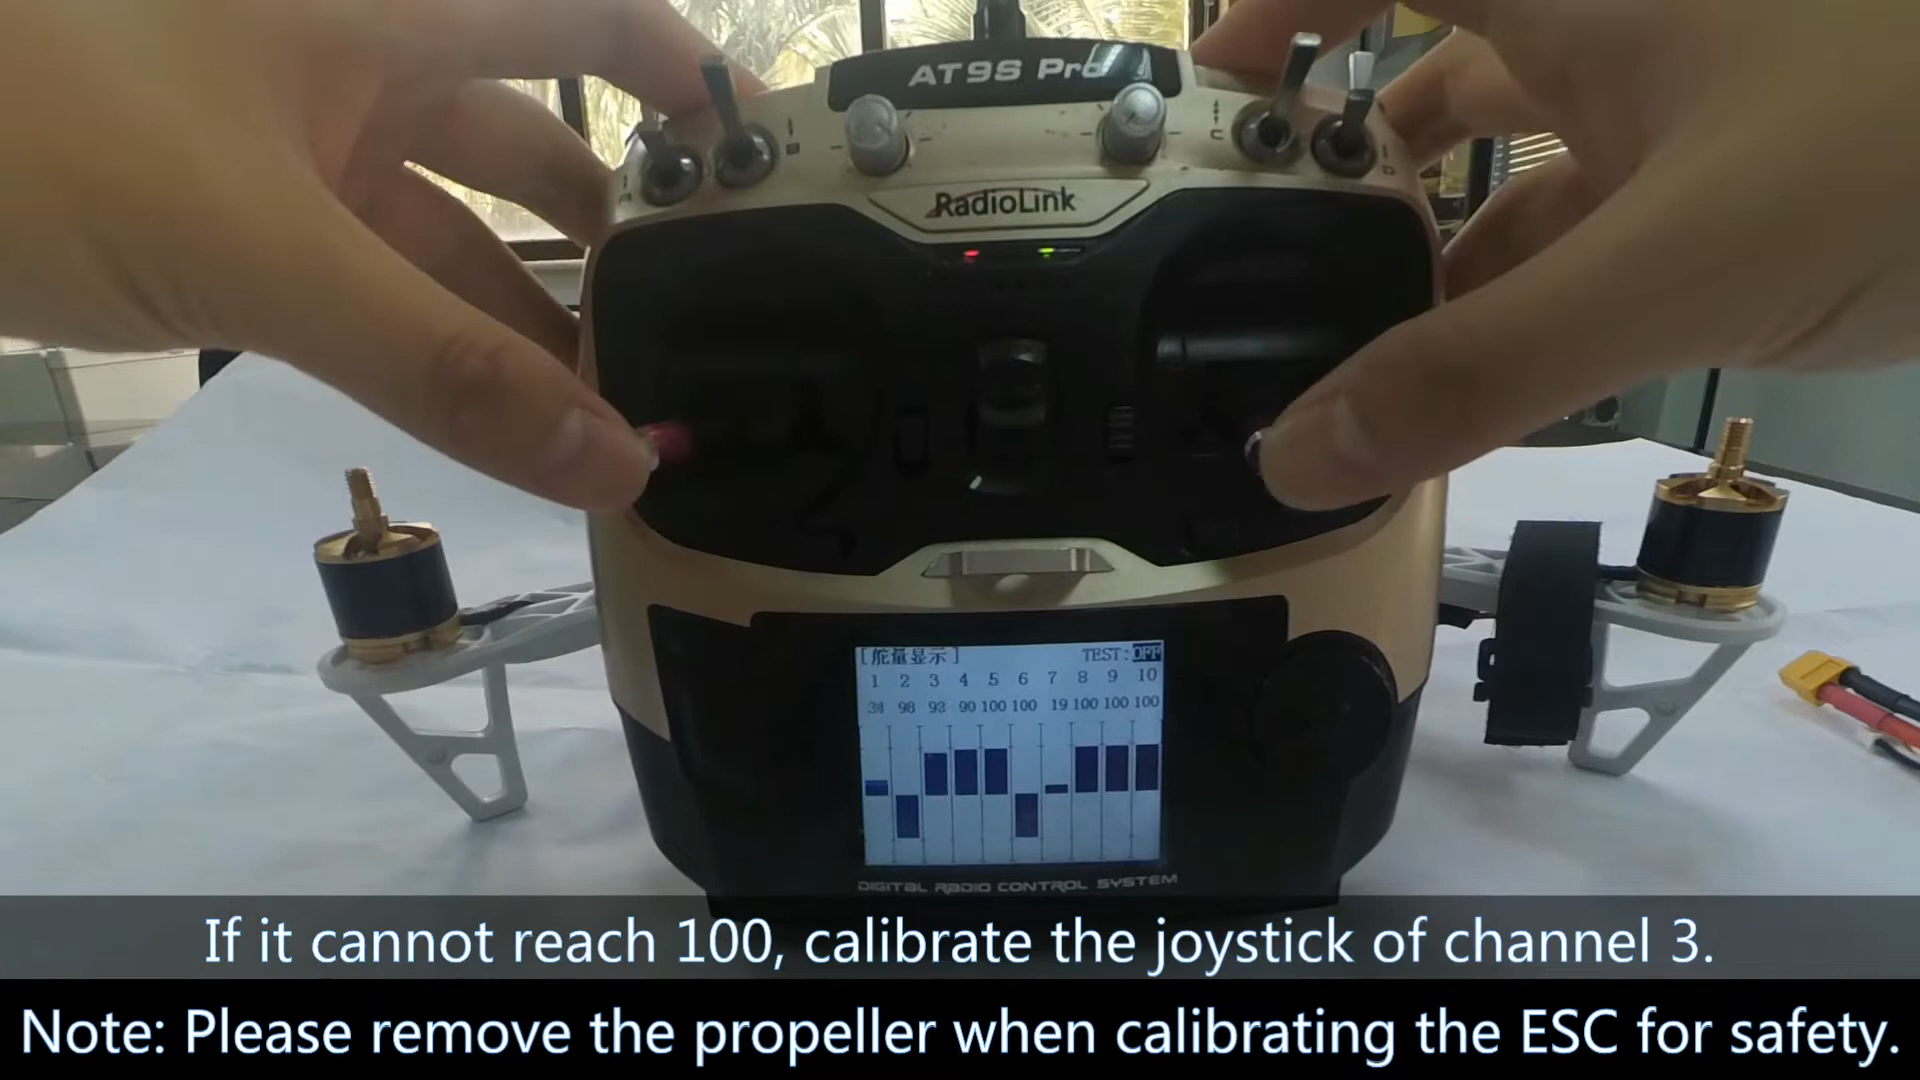 AT9S Pro
B
C
D
RadioLink
[舵量显示] TEST:OFF
1 2 3 4 5 6 7 8 9 10
98 93 90 100 100 19 100 100 100
DIGITAL RADIO CONTROL SYSTEM
If it cannot reach 100, calibrate the joystick of channel 3.
Note: Please remove the propeller when calibrating the ESC for safety.